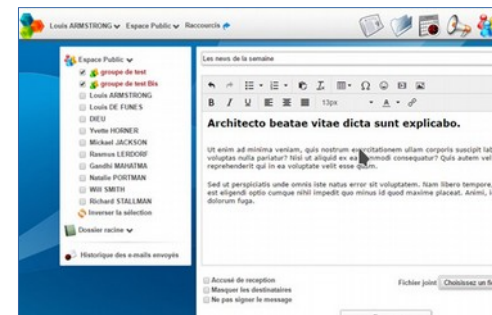 Louis ARMSTRONG Espace Public Raccourcis
Espace Public
groupe de test
groupe de test Bis
Louis ARMSTRONG
Louis DE FUNES
DIEU
Yvette HORNER
Mickael JACKSON
Rasmus LERDORF
Gandhi MAHATMA
Natalie PORTMAN
Will SMITH
Richard STALLMAN
Inverser la sélection
Dossier racine
Historique des e-mails envoyés
Les news de la semaine
B I U 13px A
Architecto beatae vitae dicta sunt explicabo.
Ut enim ad minima veniam, quis nostrum exercitationem ullam corporis suscipit lab
voluptas nulla pariatur? Nisi ut aliquid ex ea commodi consequatur? Quis autem vel
reprehenderit qui in ea voluptate velit esse quam.
Sed ut perspiciatis unde omnis iste natus error sit voluptatem. Nam libero tempore,
est eligendi optio cumque nihil impedit quo minus id quod maxime placeat. Animi, i
dolorum fuga.
Accusé de reception
Masquer les destinataires
Ne pas signer le message
Fichier joint Choisissez un fi